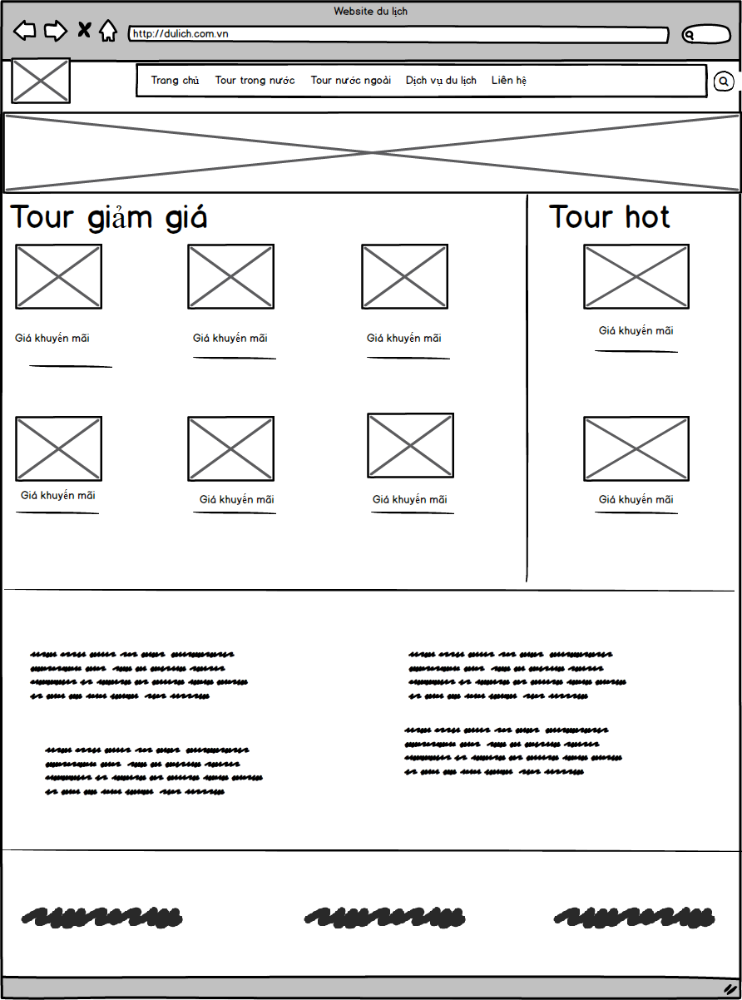 Website du lịch
http://dulich.com.vn
Trang chủ Tour trong nước Tour nước ngoài Dịch vụ du lịch Liên hệ
Tour giảm giá
Tour hot
Giá khuyến mãi
Giá khuyến mãi
Giá khuyến mãi
Giá khuyến mãi
Giá khuyến mãi
Giá khuyến mãi
Giá khuyến mãi
Giá khuyến mãi